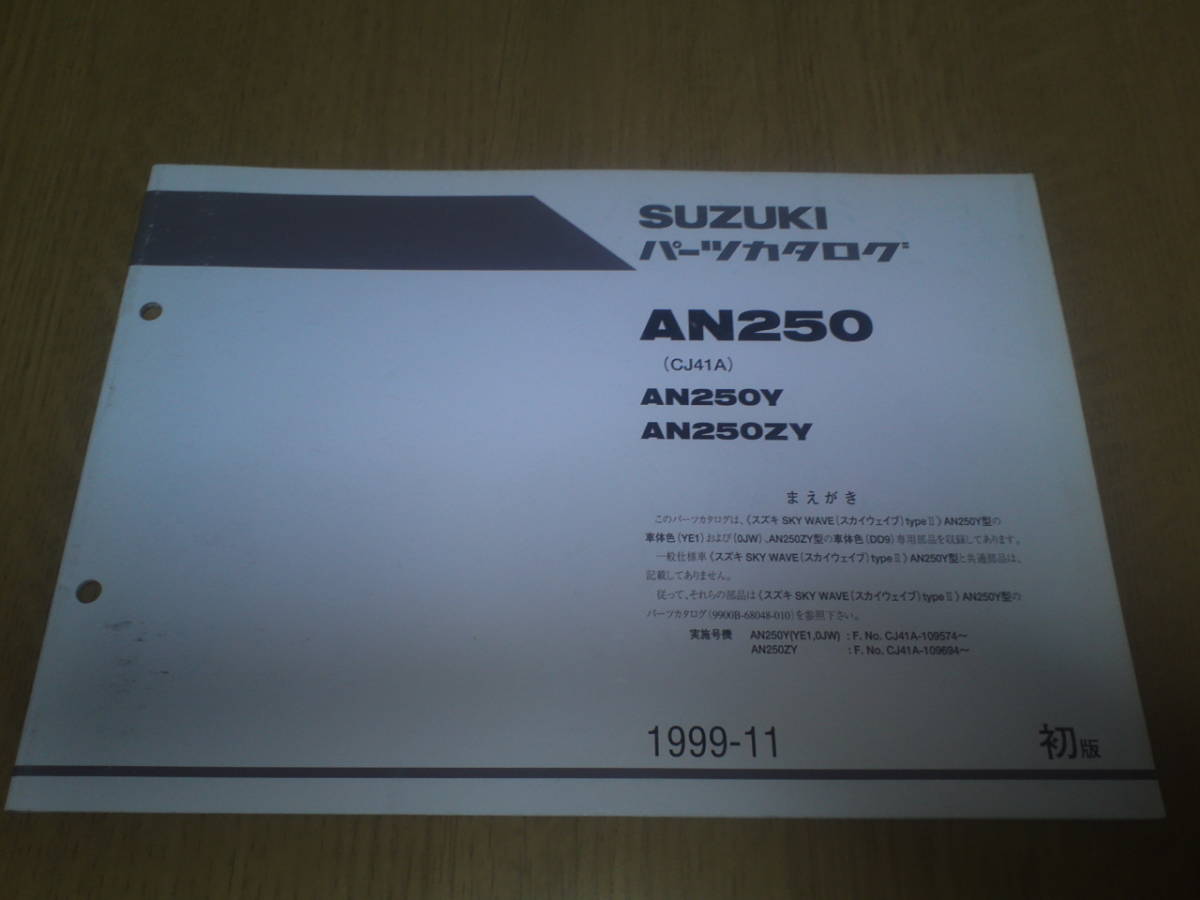 SUZUKI
パーツカタログ
AN250
(CJ41A)
AN250Y
AN250ZY
まえがき
このパーツカタログは、《スズキ SKY WAVE(スカイウェイブ)typeⅡ》AN250Y型の
車体色(YE1)および(0JW)、AN250ZY型の車体色(DD9)専用部品を収録してあります。
一般仕様車《スズキ SKY WAVE(スカイウェイブ)typeⅡ》AN250Y型と共通部品は、
記載してありません。
従って、それらの部品は《スズキ SKY WAVE(スカイウェイブ)typeⅡ》AN250Y型の
パーツカタログ(9900B-68048-010)を参照下さい。
実施号機 AN250Y(YE1,0JW) : F. No. CJ41A-109574～
AN250ZY : F. No. CJ41A-109694～
1999-11 初版